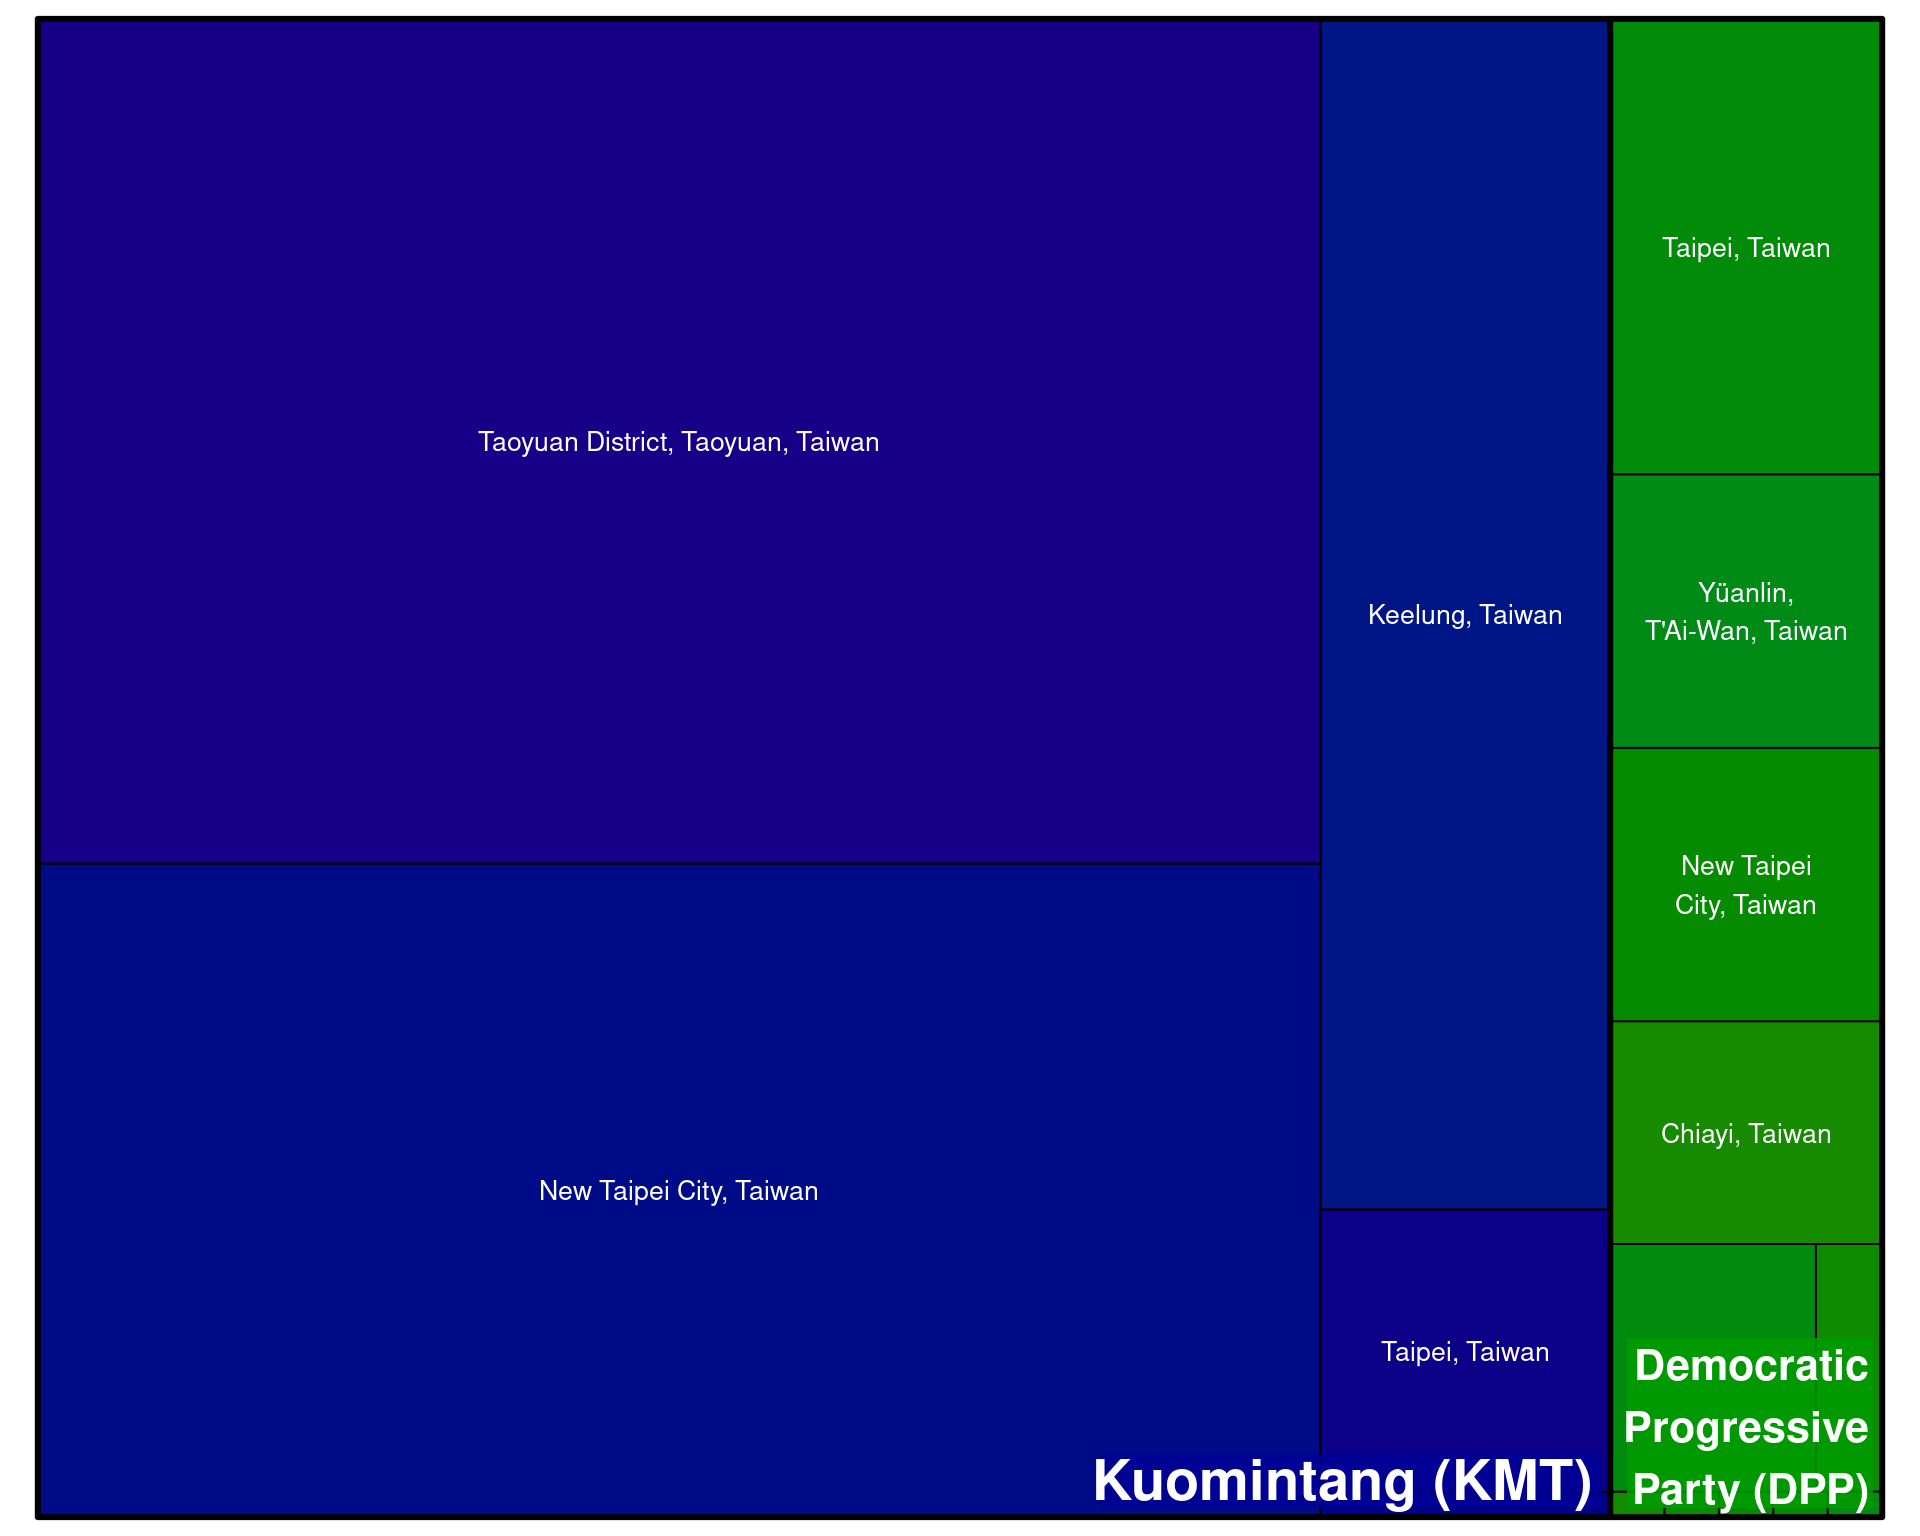 Taoyuan District, Taoyuan, Taiwan
New Taipei City, Taiwan
Keelung, Taiwan
Taipei, Taiwan
Kuomintang (KMT)
Taipei, Taiwan
Yüanlin,
T'Ai-Wan, Taiwan
New Taipei
City, Taiwan
Chiayi, Taiwan
Democratic
Progressive
Party (DPP)